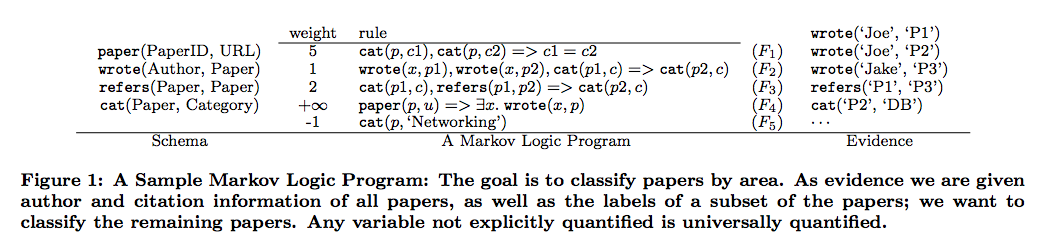 weight rule wrote(‘Joe’, ‘P1’)
paper(PaperID, URL) 5 cat(p, c1), cat(p, c2) => c1 = c2 (F₁) wrote(‘Joe’, ‘P2’)
wrote(Author, Paper) 1 wrote(x, p1), wrote(x, p2), cat(p1, c) => cat(p2, c) (F₂) wrote(‘Jake’, ‘P3’)
refers(Paper, Paper) 2 cat(p1, c), refers(p1, p2) => cat(p2, c) (F₃) refers(‘P1’, ‘P3’)
cat(Paper, Category) +∞ paper(p, u) => ∃x. wrote(x, p) (F₄) cat(‘P2’, ‘DB’)
-1 cat(p, ‘Networking’) (F₅) ···
Schema A Markov Logic Program Evidence
Figure 1: A Sample Markov Logic Program: The goal is to classify papers by area. As evidence we are given
author and citation information of all papers, as well as the labels of a subset of the papers; we want to
classify the remaining papers. Any variable not explicitly quantified is universally quantified.